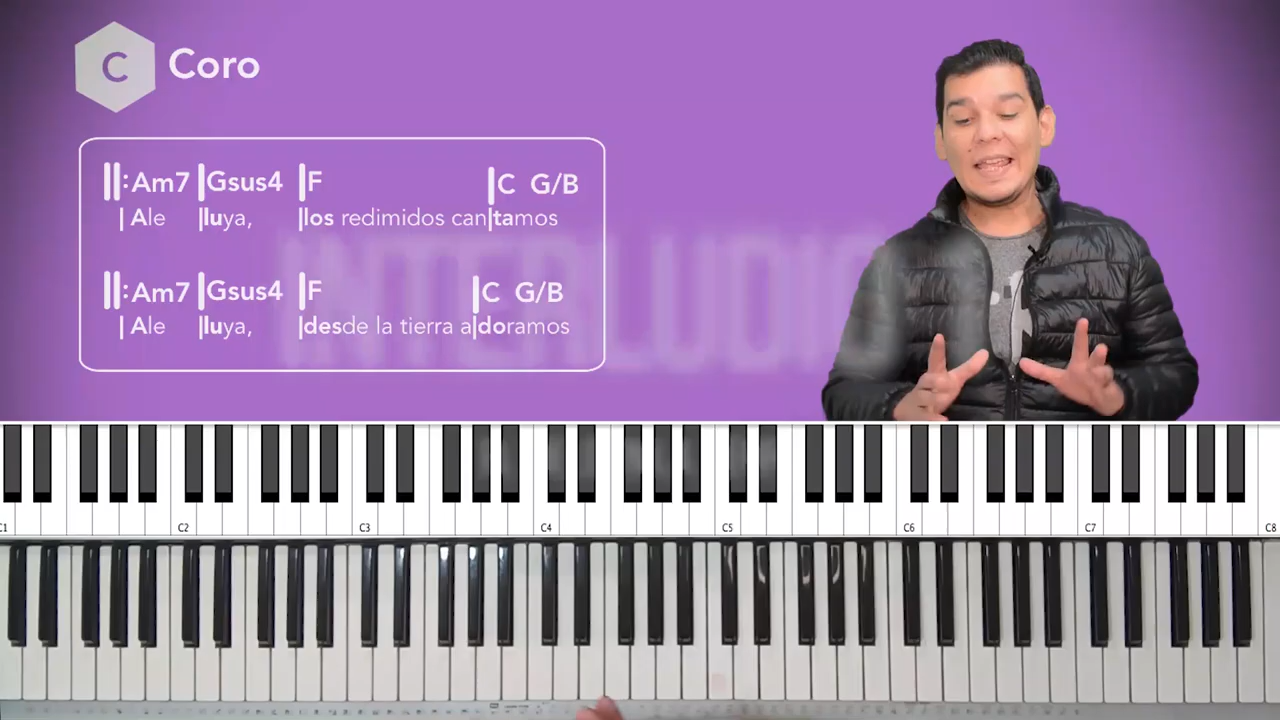 C Coro
Am7 Gsus4 F C G/B
| Ale |luya, |los redimidos can|tamos
INTERLUDIO
Am7 Gsus4 F C G/B
| Ale |luya, |desde la tierra a|doramos
C1 C2 C3 C4 C5 C6 C7 C8